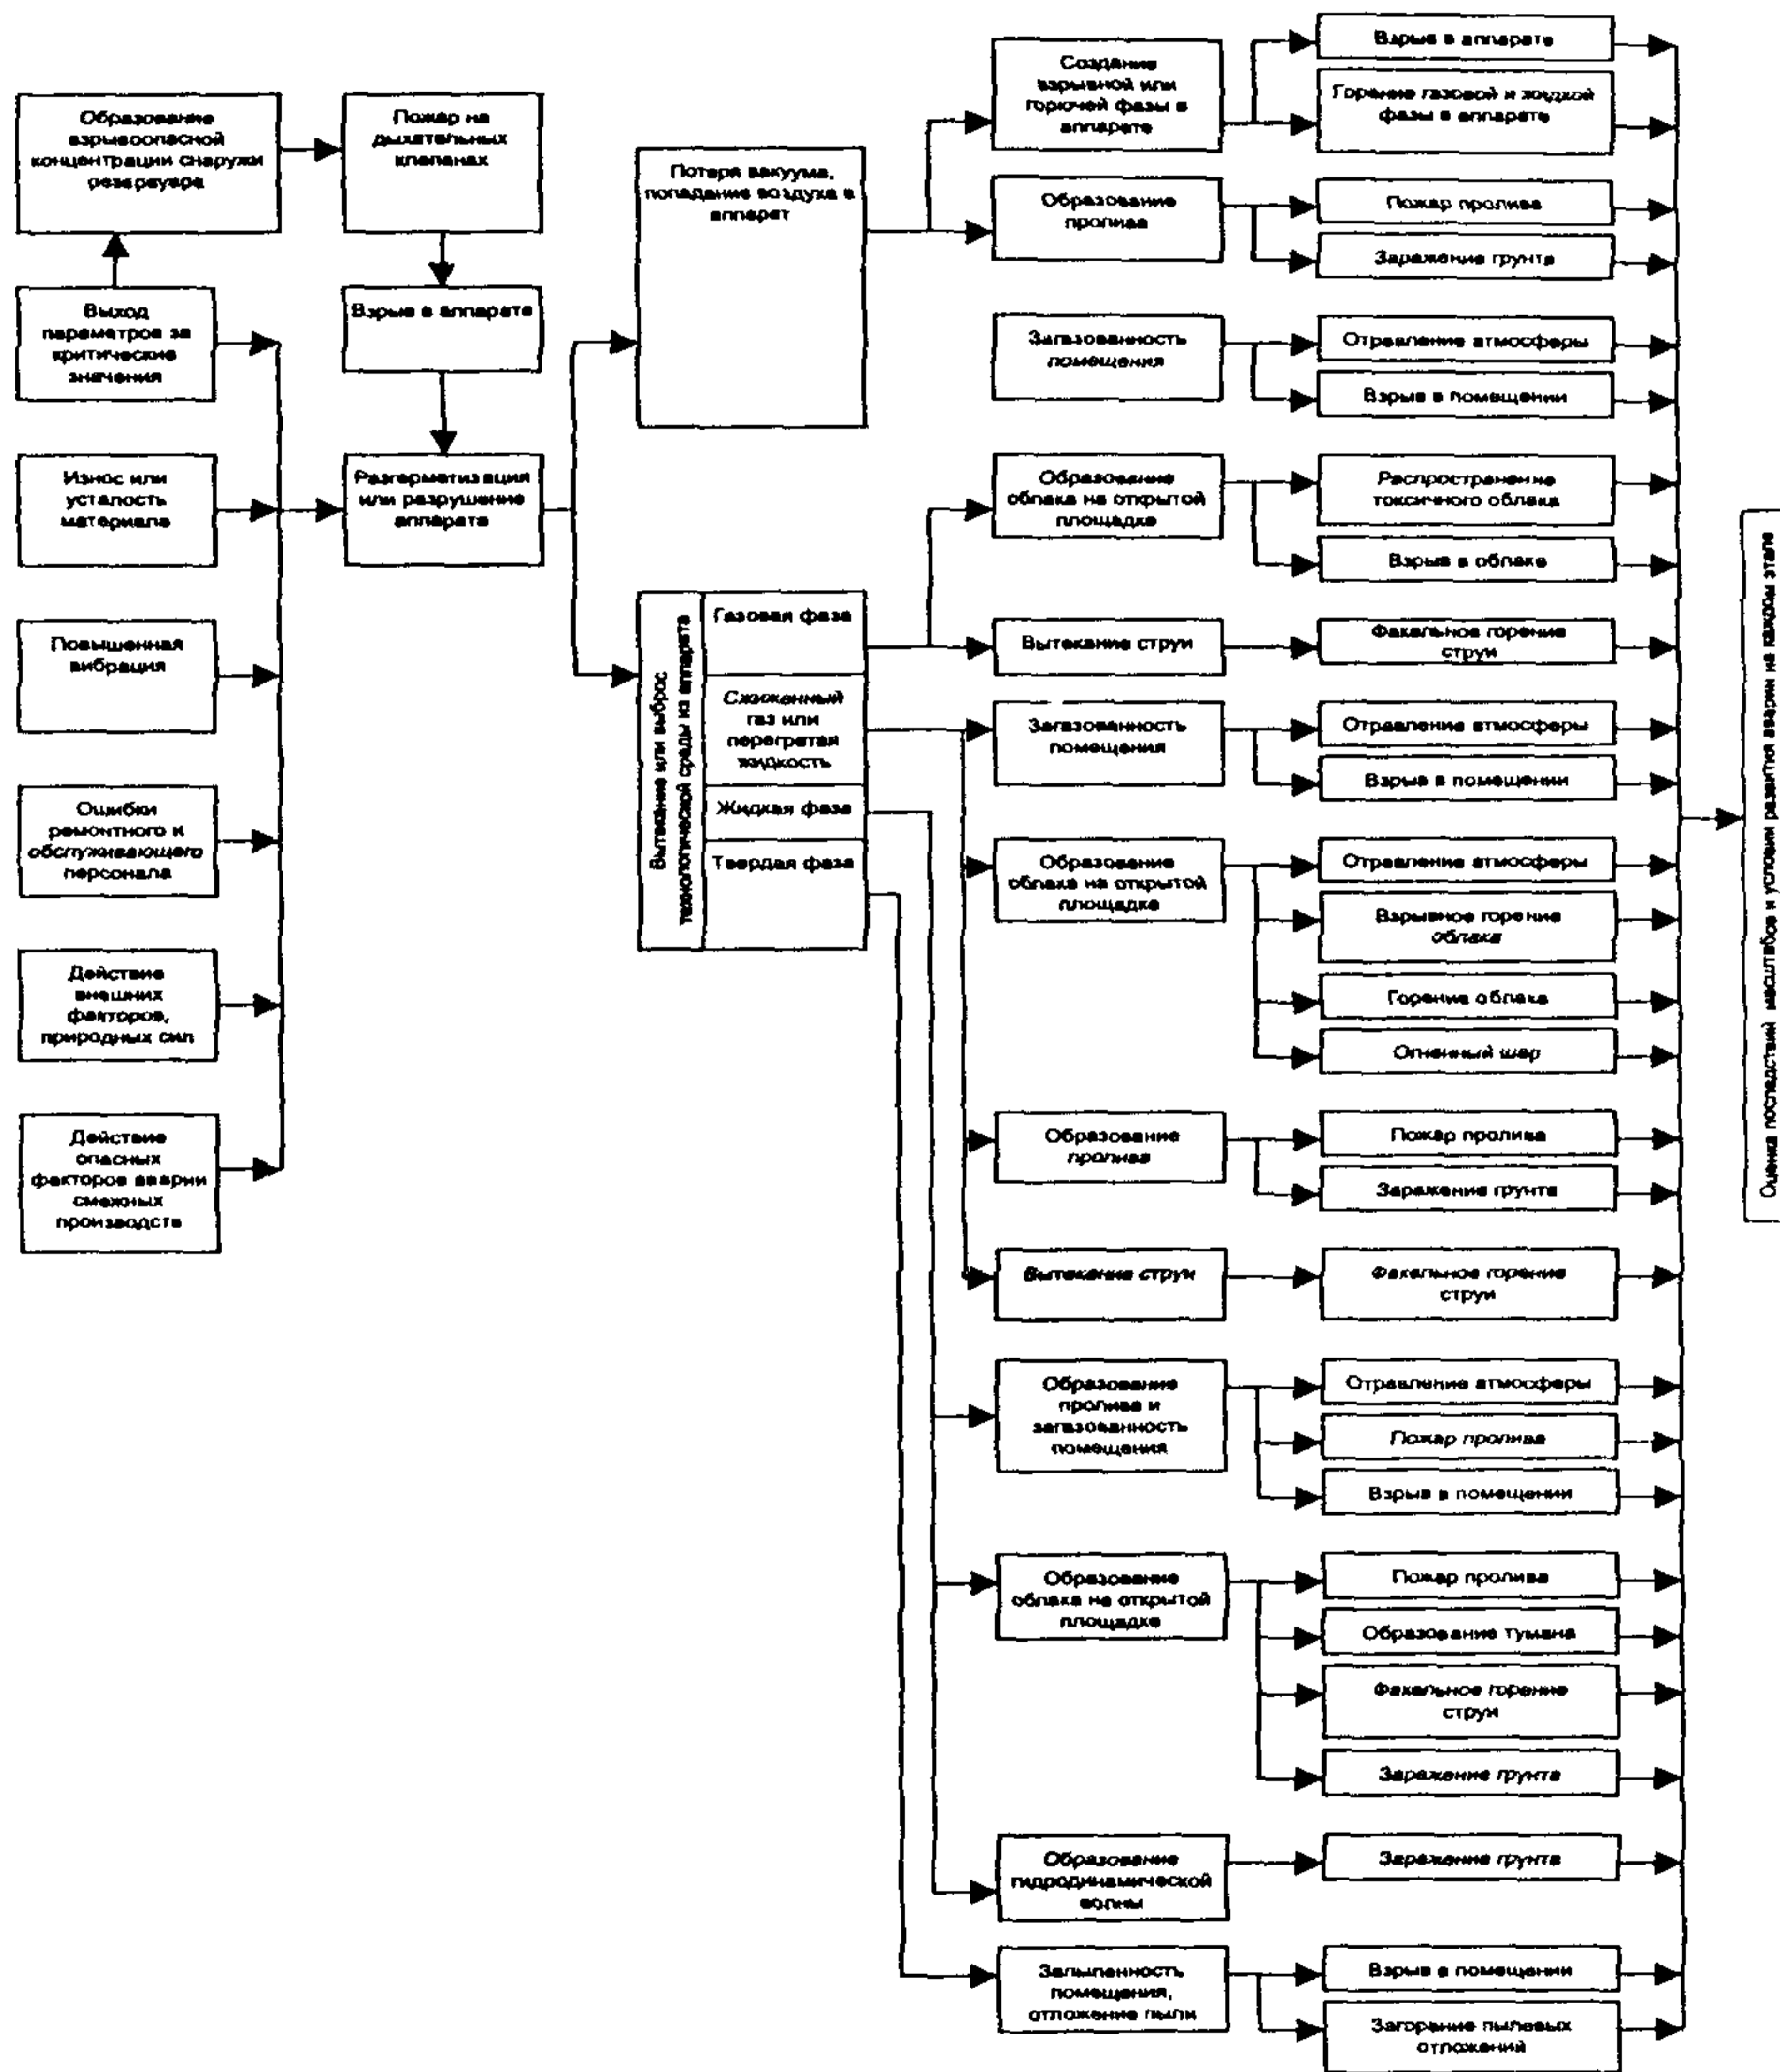 Образование
взрывоопасной
концентрации снаружи
резервуара
Пожар на
дыхательных
клапанах
Выход
параметров за
критические
значения
Взрыв в аппарате
Износ или
усталость
материала
Разгерметизация
или разрушение
аппарата
Повышенная
вибрация
Ошибки
ремонтного и
обслуживающего
персонала
Действие
внешних
факторов,
природных сил
Действие
опасных
факторов аварии
смежных
производств
Потеря вакуума,
попадание воздуха в
аппарат
Вытекание или выброс
технологической среды из аппарата
Газовая фаза
Сжиженный
газ или
перегретая
жидкость
Жидкая фаза
Твердая фаза
Создание
взрывной или
горючей фазы в
аппарате
Взрыв в аппарате
Горение газовой и жидкой
фазы в аппарате
Образование
пролива
Пожар пролива
Заражение грунта
Загазованность
помещения
Отравление атмосферы
Взрыв в помещении
Образование
облака на открытой
площадке
Распространение
токсичного облака
Взрыв в облаке
Вытекание струи
Факельное горение
струи
Загазованность
помещения
Отравление атмосферы
Взрыв в помещении
Образование
облака на открытой
площадке
Отравление атмосферы
Взрывное горение
облака
Горение облака
Огненный шар
Образование
пролива
Пожар пролива
Заражение грунта
Вытекание струи
Факельное горение
струи
Образование
пролива и
загазованность
помещения
Отравление атмосферы
Пожар пролива
Взрыв в помещении
Образование
облака на открытой
площадке
Пожар пролива
Образование тумана
Факельное горение
струи
Заражение грунта
Образование
гидродинамической
волны
Заражение грунта
Запыленность
помещения,
отложение пыли
Взрыв в помещении
Загорание пылевых
отложений
Оценка последствий масштабов и условий развития аварии на каждом этапе